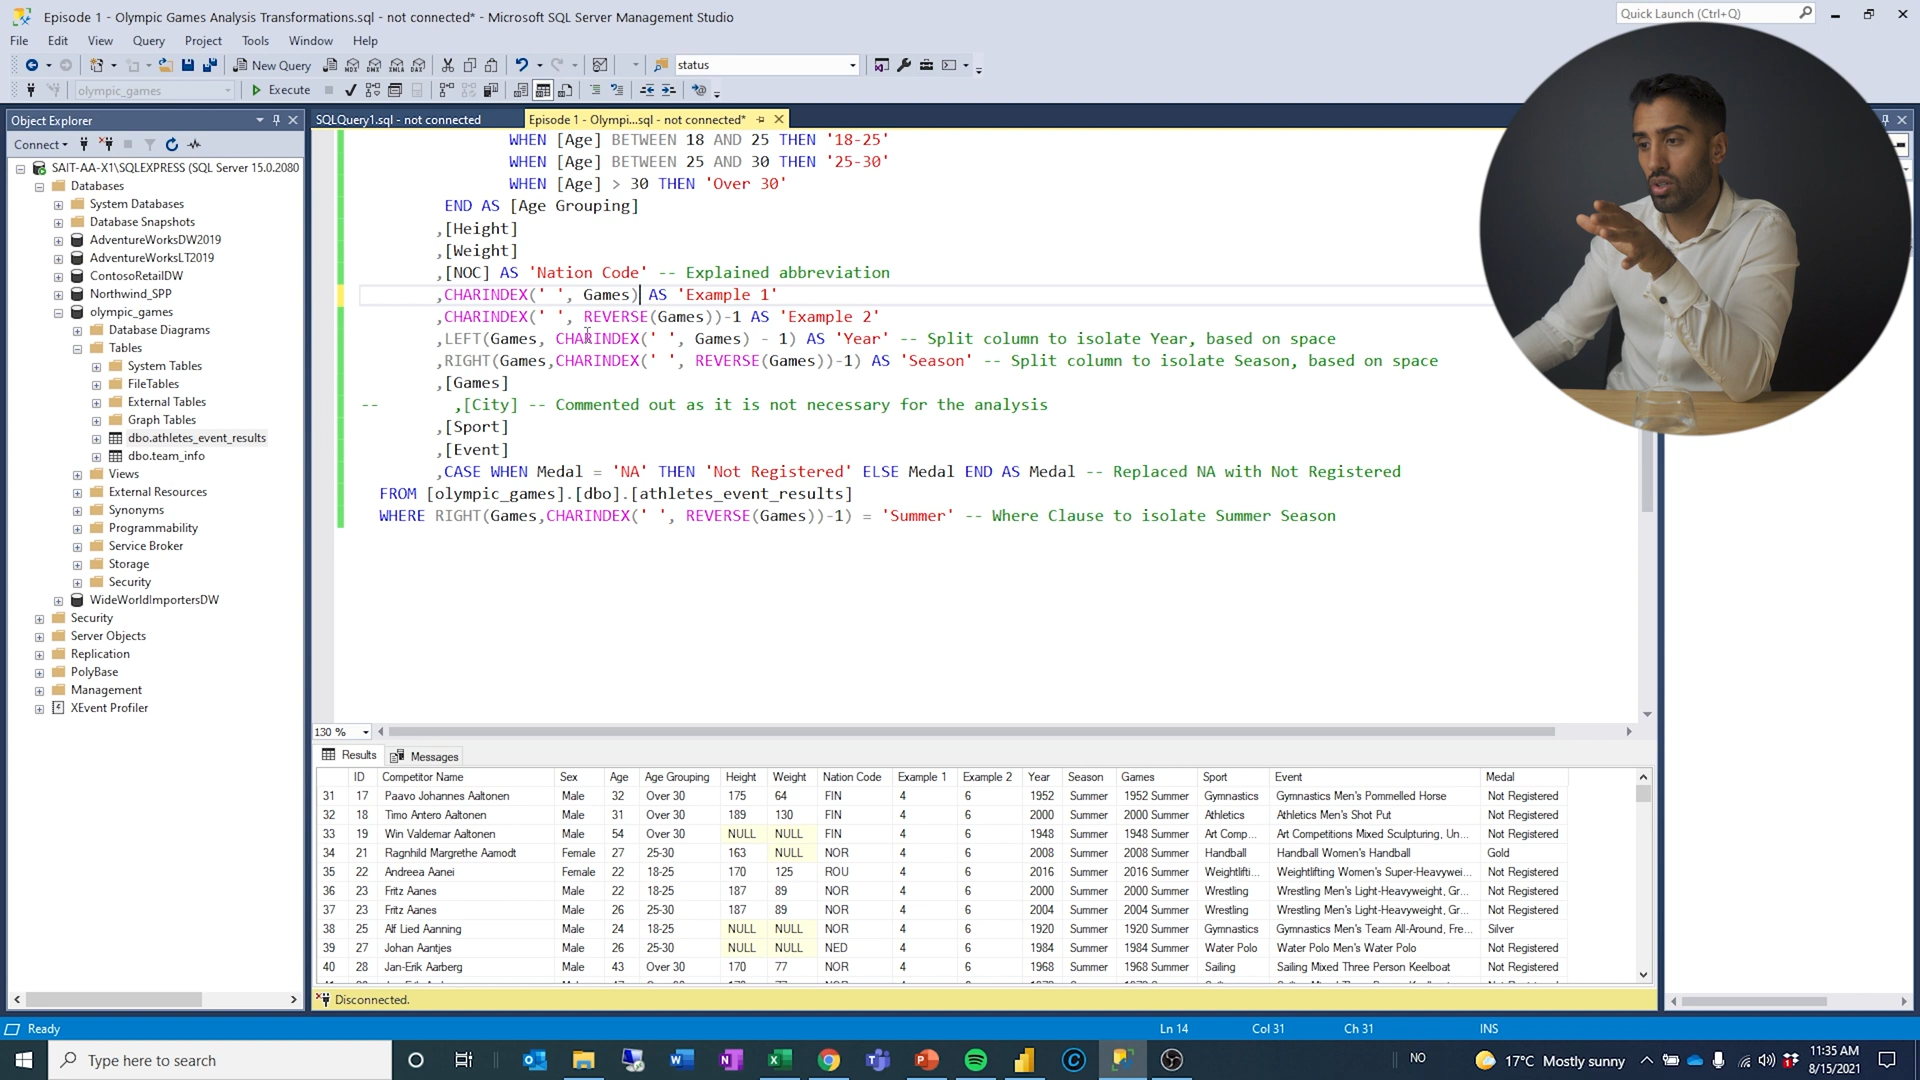 Episode 1 - Olympic Games Analysis Transformations.sql - not connected* - Microsoft SQL Server Management Studio
Quick Launch (Ctrl+Q)
File Edit View Query Project Tools Window Help
New Query
status
olympic_games
Execute
Object Explorer
SQLQuery1.sql - not connected
Episode 1 - Olympi...sql - not connected*
Connect
SAIT-AA-X1\SQLEXPRESS (SQL Server 15.0.2080
Databases
System Databases
Database Snapshots
AdventureWorksDW2019
AdventureWorksLT2019
ContosoRetailDW
Northwind_SPP
olympic_games
Database Diagrams
Tables
System Tables
FileTables
External Tables
Graph Tables
dbo.athletes_event_results
dbo.team_info
Views
External Resources
Synonyms
Programmability
Service Broker
Storage
Security
WideWorldImportersDW
Security
Server Objects
Replication
PolyBase
Management
XEvent Profiler
WHEN [Age] BETWEEN 18 AND 25 THEN '18-25'
WHEN [Age] BETWEEN 25 AND 30 THEN '25-30'
WHEN [Age] > 30 THEN 'Over 30'
END AS [Age Grouping]
,[Height]
,[Weight]
,[NOC] AS 'Nation Code' -- Explained abbreviation
,CHARINDEX(' ', Games) AS 'Example 1'
,CHARINDEX(' ', REVERSE(Games))-1 AS 'Example 2'
,LEFT(Games, CHARINDEX(' ', Games) - 1) AS 'Year' -- Split column to isolate Year, based on space
,RIGHT(Games,CHARINDEX(' ', REVERSE(Games))-1) AS 'Season' -- Split column to isolate Season, based on space
,[Games]
-- ,[City] -- Commented out as it is not necessary for the analysis
,[Sport]
,[Event]
,CASE WHEN Medal = 'NA' THEN 'Not Registered' ELSE Medal END AS Medal -- Replaced NA with Not Registered
FROM [olympic_games].[dbo].[athletes_event_results]
WHERE RIGHT(Games,CHARINDEX(' ', REVERSE(Games))-1) = 'Summer' -- Where Clause to isolate Summer Season
130 %
Results Messages
ID Competitor Name Sex Age Age Grouping Height Weight Nation Code Example 1 Example 2 Year Season Games Sport Event Medal
31 17 Paavo Johannes Aaltonen Male 32 Over 30 175 64 FIN 4 6 1952 Summer 1952 Summer Gymnastics Gymnastics Men's Pommelled Horse Not Registered
32 18 Timo Antero Aaltonen Male 31 Over 30 189 130 FIN 4 6 2000 Summer 2000 Summer Athletics Athletics Men's Shot Put Not Registered
33 19 Win Valdemar Aaltonen Male 54 Over 30 NULL NULL FIN 4 6 1948 Summer 1948 Summer Art Comp... Art Competitions Mixed Sculpturing, Un... Not Registered
34 21 Ragnhild Margrethe Aamodt Female 27 25-30 163 NULL NOR 4 6 2008 Summer 2008 Summer Handball Handball Women's Handball Gold
35 22 Andreea Aanei Female 22 18-25 170 125 ROU 4 6 2016 Summer 2016 Summer Weightlifti... Weightlifting Women's Super-Heavywei... Not Registered
36 23 Fritz Aanes Male 22 18-25 187 89 NOR 4 6 2000 Summer 2000 Summer Wrestling Wrestling Men's Light-Heavyweight, Gr... Not Registered
37 23 Fritz Aanes Male 26 25-30 187 89 NOR 4 6 2004 Summer 2004 Summer Wrestling Wrestling Men's Light-Heavyweight, Gr... Not Registered
38 25 Alf Lied Aanning Male 24 18-25 NULL NULL NOR 4 6 1920 Summer 1920 Summer Gymnastics Gymnastics Men's Team All-Around, Fre... Silver
39 27 Johan Aantjes Male 26 25-30 NULL NULL NED 4 6 1984 Summer 1984 Summer Water Polo Water Polo Men's Water Polo Not Registered
40 28 Jan-Erik Aarberg Male 43 Over 30 170 77 NOR 4 6 1968 Summer 1968 Summer Sailing Sailing Mixed Three Person Keelboat Not Registered
Disconnected.
Ready Ln 14 Col 31 Ch 31 INS
Type here to search
NO
17°C Mostly sunny
11:35 AM
8/15/2021